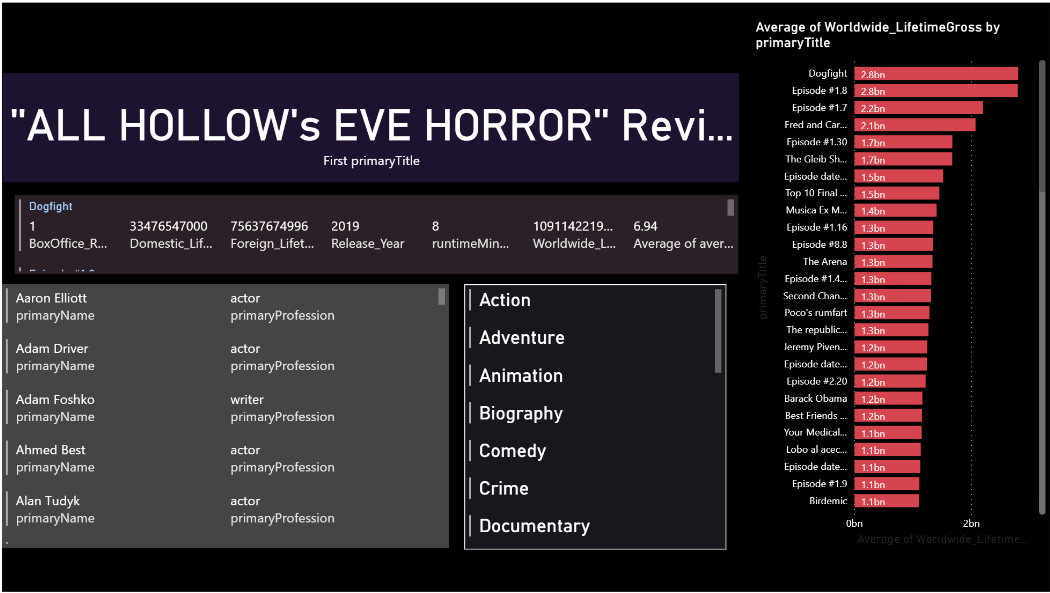 "ALL HOLLOW's EVE HORROR" Revi...
First primaryTitle
Dogfight
1 33476547000 75637674996 2019 8 1091142219... 6.94
BoxOffice_R... Domestic_Lif... Foreign_Lifet... Release_Year runtimeMin... Worldwide_L... Average of aver...
Aaron Elliott actor
primaryName primaryProfession
Adam Driver actor
primaryName primaryProfession
Adam Foshko writer
primaryName primaryProfession
Ahmed Best actor
primaryName primaryProfession
Alan Tudyk actor
primaryName primaryProfession
Action
Adventure
Animation
Biography
Comedy
Crime
Documentary
Average of Worldwide_LifetimeGross by
primaryTitle
primaryTitle
Dogfight 2.8bn
Episode #1.8 2.8bn
Episode #1.7 2.2bn
Fred and Car... 2.1bn
Episode #1.30 1.7bn
The Gleib Sh... 1.7bn
Episode date... 1.5bn
Top 10 Final ... 1.5bn
Musica Ex M... 1.4bn
Episode #1.16 1.3bn
Episode #8.8 1.3bn
The Arena 1.3bn
Episode #1.4... 1.3bn
Second Chan... 1.3bn
Poco's rumfart 1.3bn
The republic... 1.3bn
Jeremy Piven... 1.2bn
Episode date... 1.2bn
Episode #2.20 1.2bn
Barack Obama 1.2bn
Best Friends ... 1.2bn
Your Medical... 1.1bn
Lobo al acec... 1.1bn
Episode date... 1.1bn
Episode #1.9 1.1bn
Birdemic 1.1bn
0bn 2bn
Average of Worldwide_Lifetime...